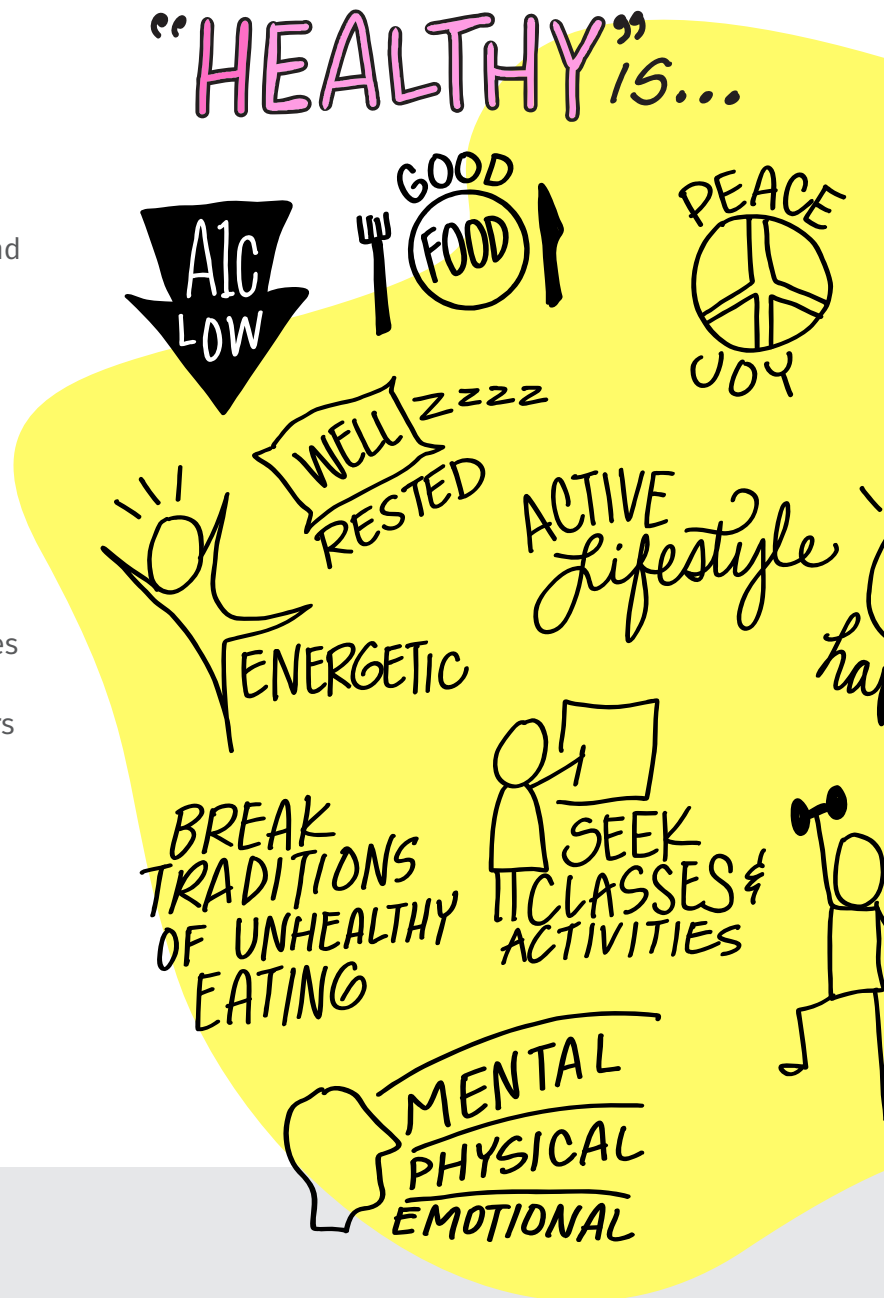 “HEALTHY” IS...
A1c
LOW
GOOD
FOOD
PEACE
JOY
WELL
ZZZZ
RESTED
ACTIVE
Lifestyle
ENERGETIC
BREAK
TRADITIONS
OF UNHEALTHY
EATING
SEEK
CLASSES &
ACTIVITIES
MENTAL
PHYSICAL
EMOTIONAL